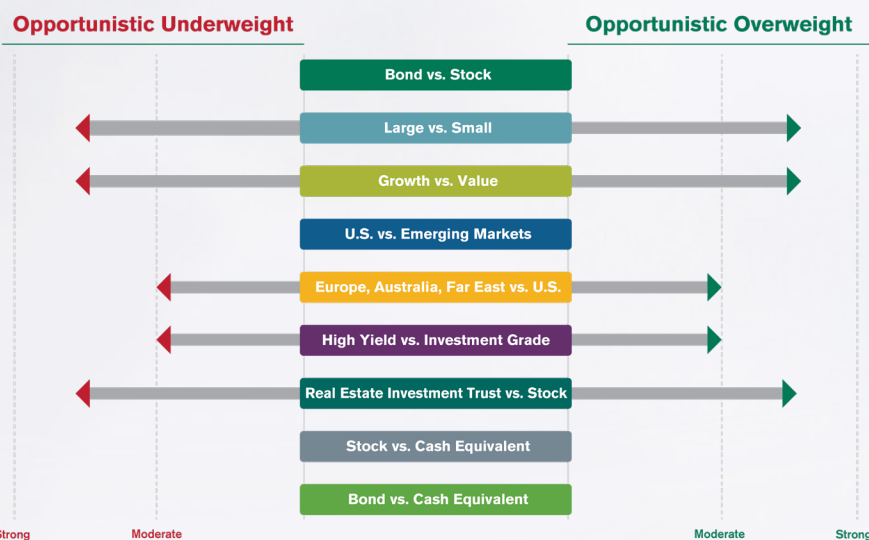 Opportunistic Underweight
Opportunistic Overweight
Bond vs. Stock
Large vs. Small
Growth vs. Value
U.S. vs. Emerging Markets
Europe, Australia, Far East vs. U.S.
High Yield vs. Investment Grade
Real Estate Investment Trust vs. Stock
Stock vs. Cash Equivalent
Bond vs. Cash Equivalent
Strong
Moderate
Moderate
Strong